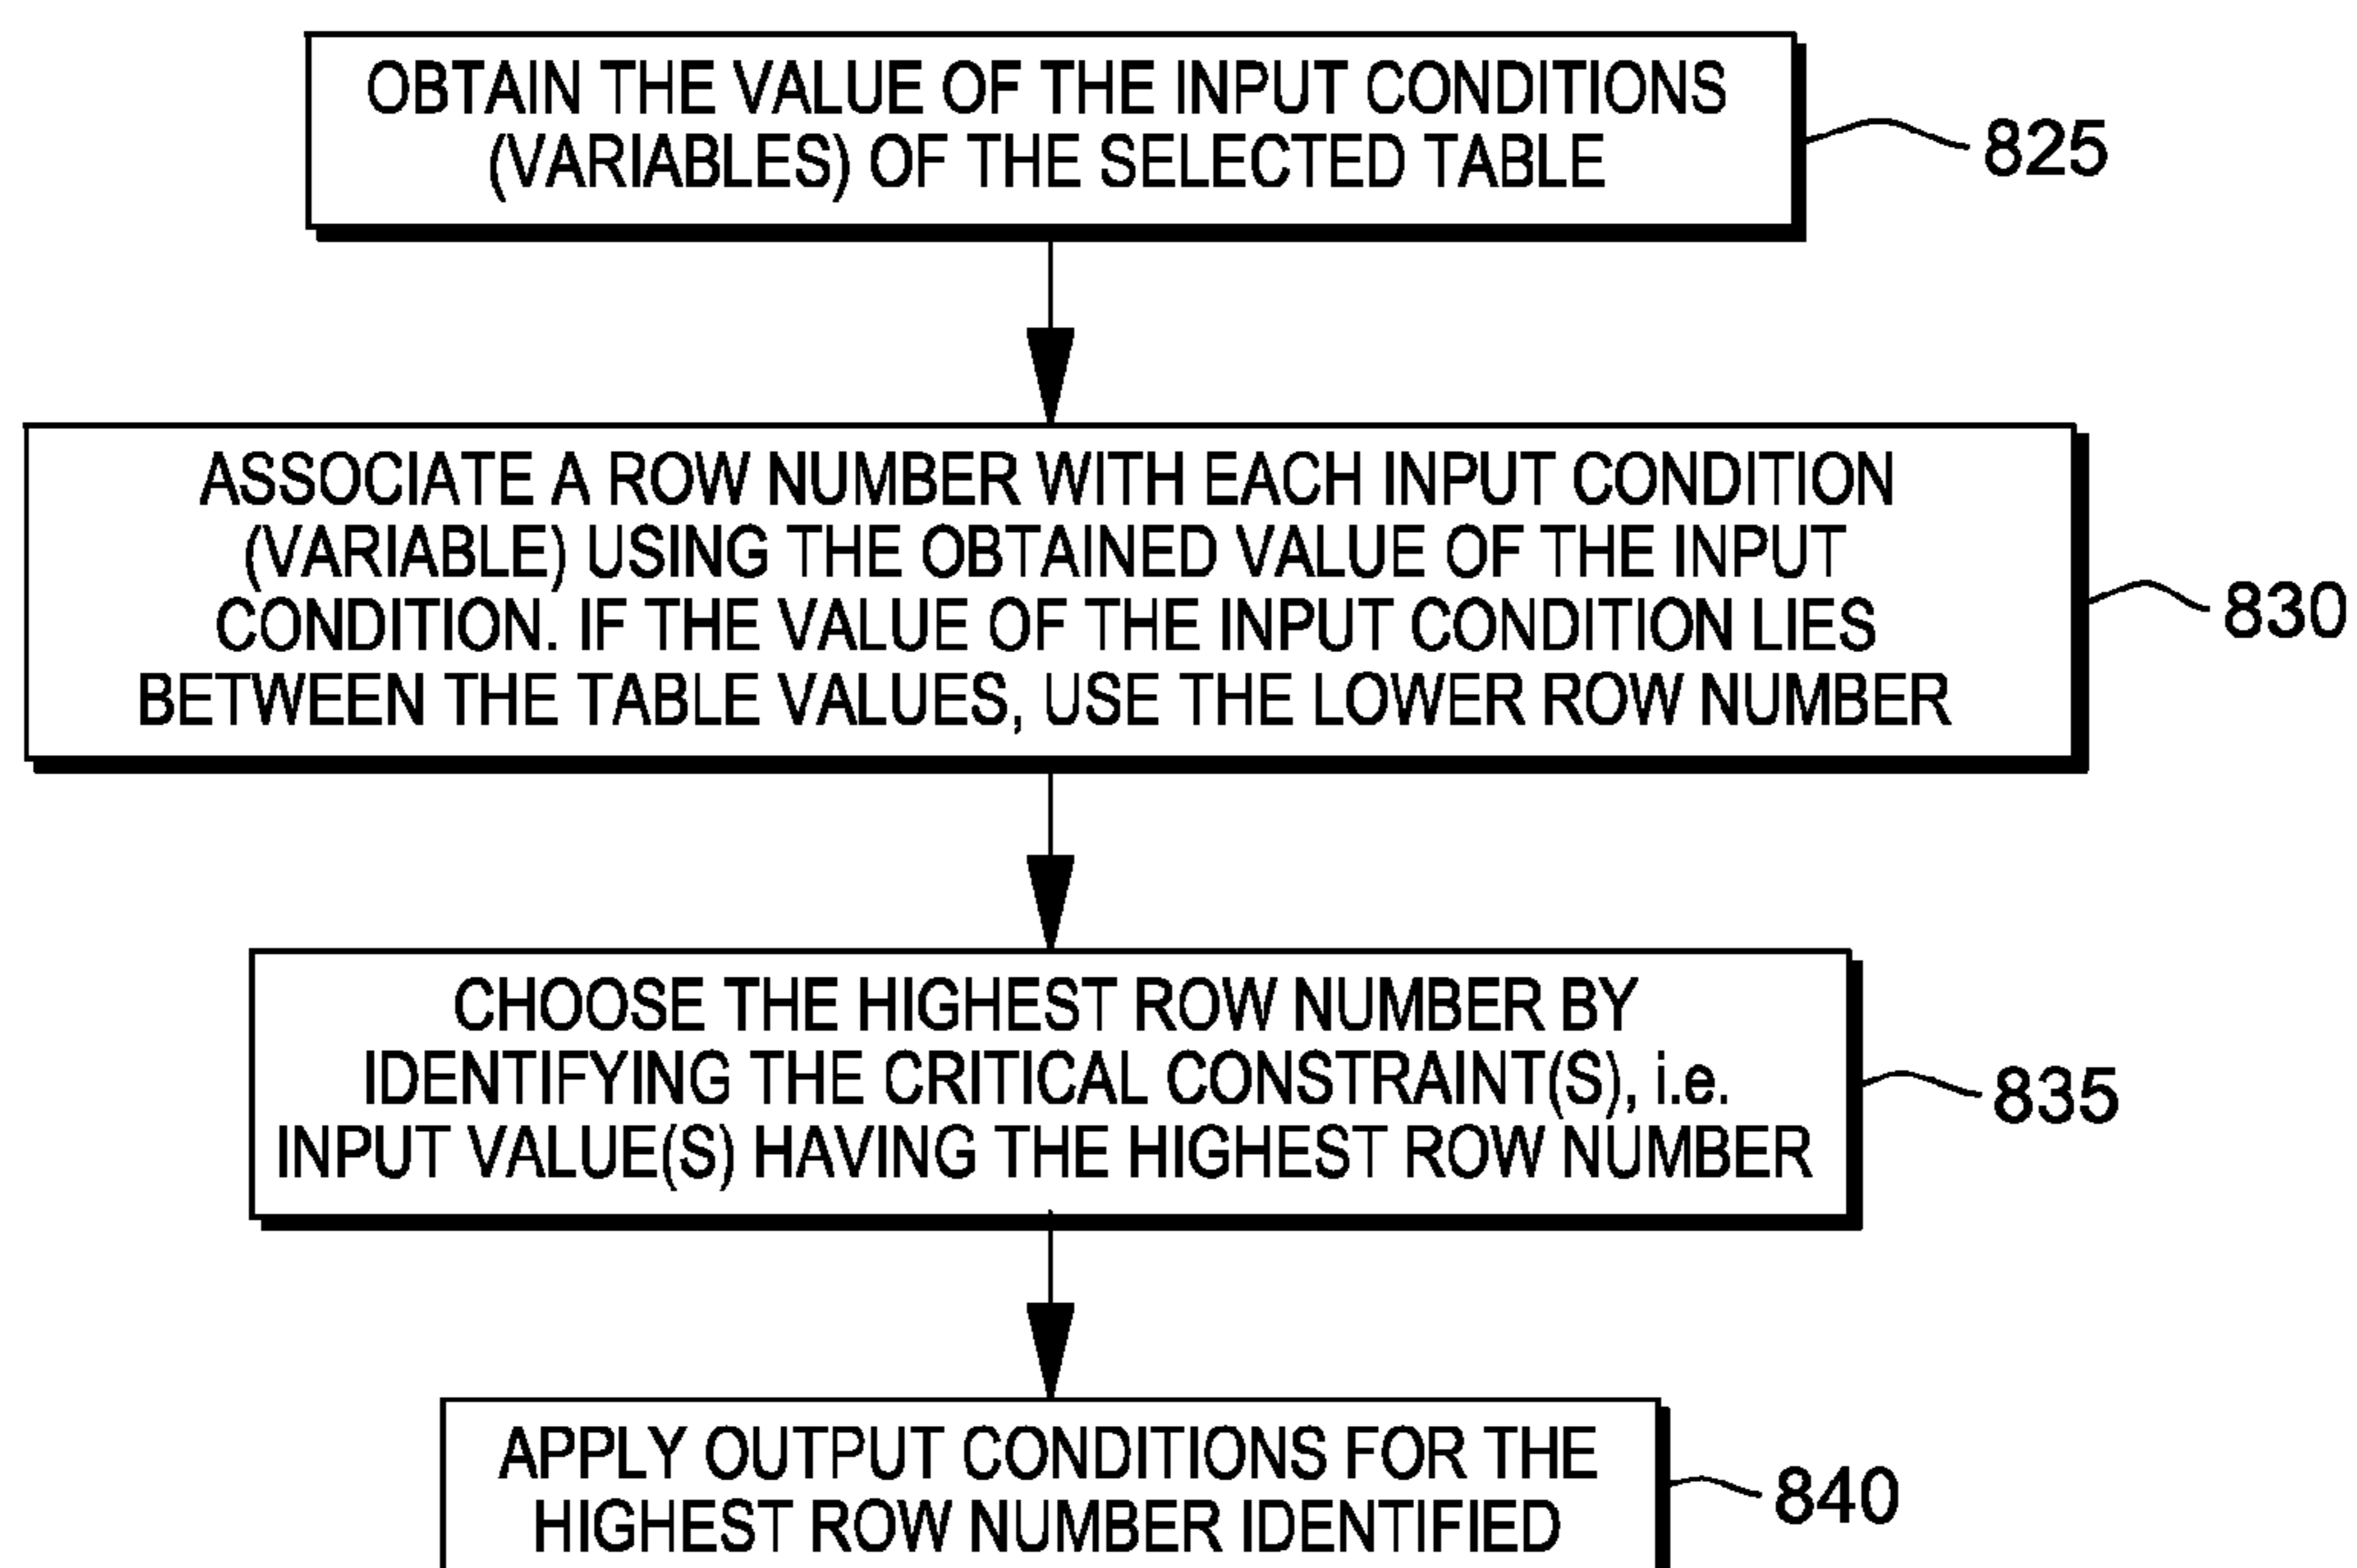 OBTAIN THE VALUE OF THE INPUT CONDITIONS
(VARIABLES) OF THE SELECTED TABLE
825
ASSOCIATE A ROW NUMBER WITH EACH INPUT CONDITION
(VARIABLE) USING THE OBTAINED VALUE OF THE INPUT
CONDITION. IF THE VALUE OF THE INPUT CONDITION LIES
BETWEEN THE TABLE VALUES, USE THE LOWER ROW NUMBER
830
CHOOSE THE HIGHEST ROW NUMBER BY
IDENTIFYING THE CRITICAL CONSTRAINT(S), i.e.
INPUT VALUE(S) HAVING THE HIGHEST ROW NUMBER
835
APPLY OUTPUT CONDITIONS FOR THE
HIGHEST ROW NUMBER IDENTIFIED
840